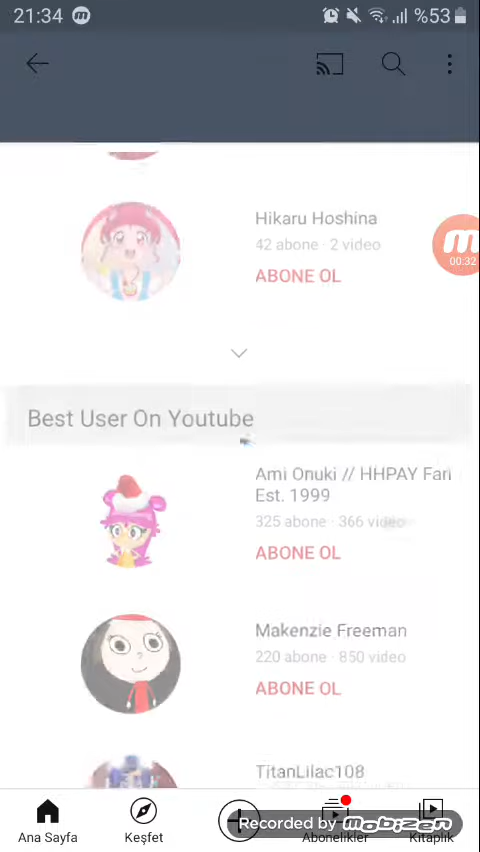 21:34
%53
Hikaru Hoshina
42 abone · 2 video
ABONE OL
00:32
Best User On Youtube
Ami Onuki // HHPAY Fan
Est. 1999
325 abone · 366 video
ABONE OL
Makenzie Freeman
220 abone · 850 video
ABONE OL
TitanLilac108
Ana Sayfa
Keşfet
Abonelikler
Kitaplık
Recorded by mobizen